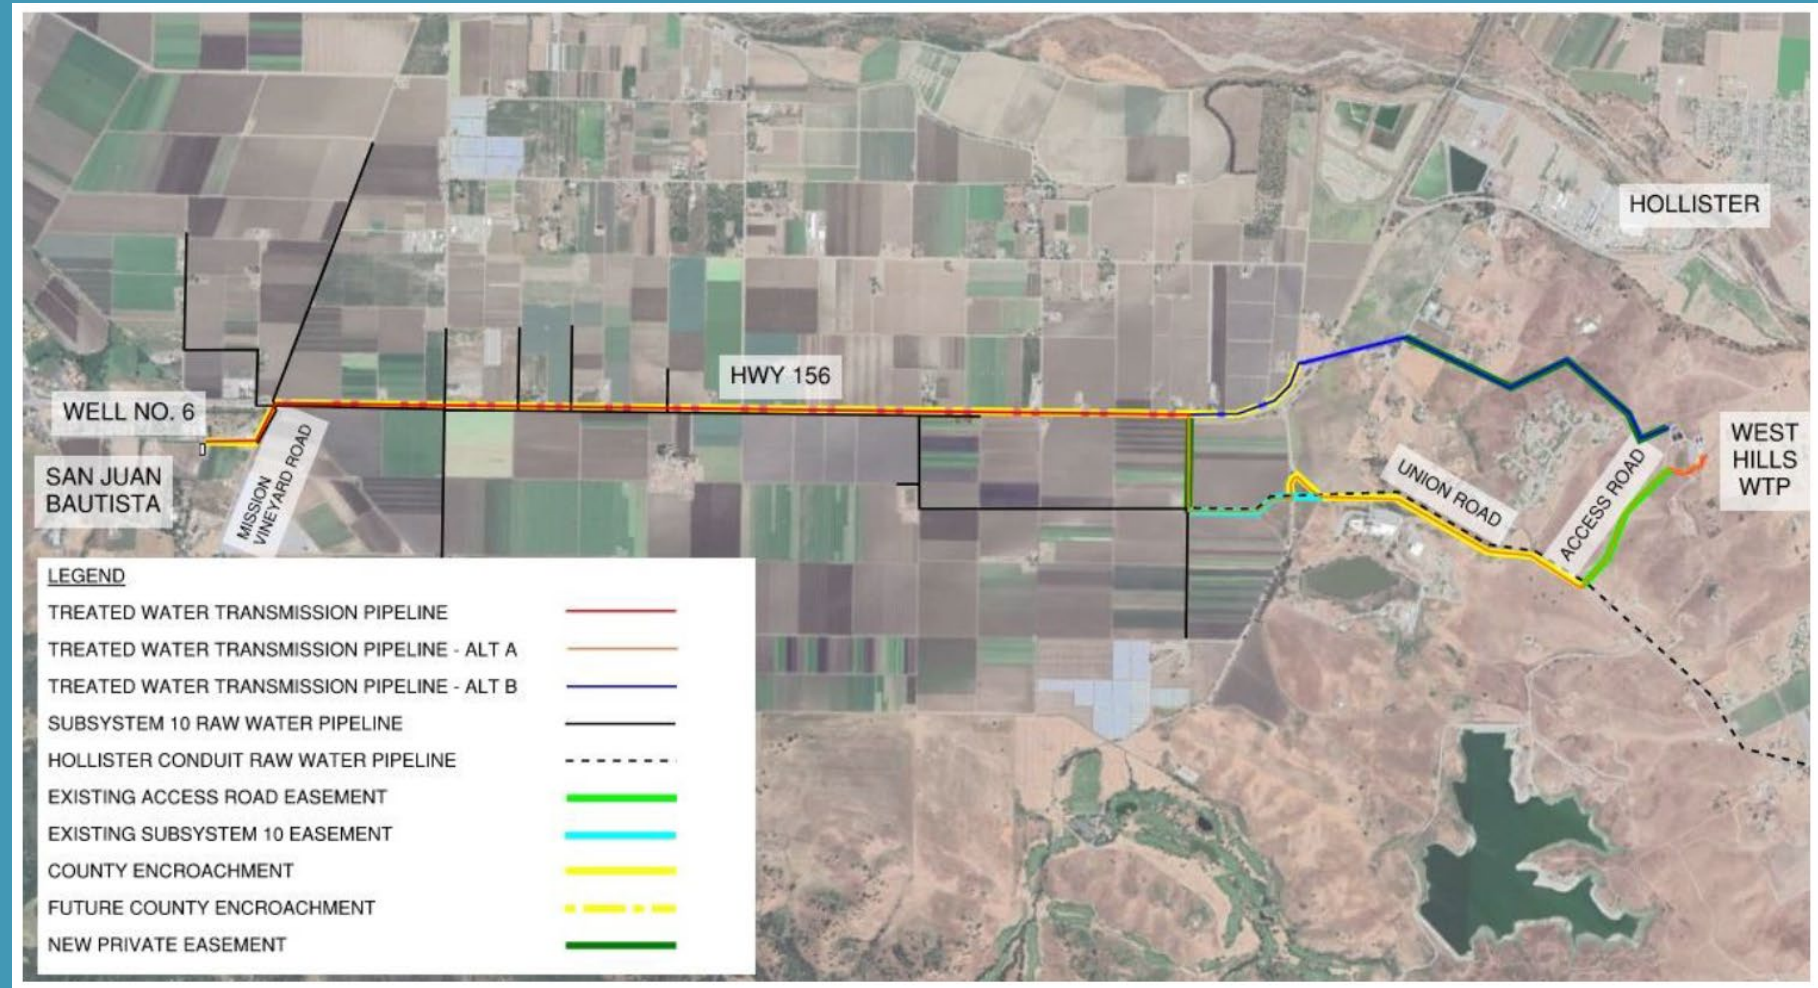 HOLLISTER
HWY 156
WELL NO. 6
SAN JUAN
BAUTISTA
MISSION
VINEYARD ROAD
UNION ROAD
ACCESS ROAD
WEST
HILLS
WTP
LEGEND
TREATED WATER TRANSMISSION PIPELINE
TREATED WATER TRANSMISSION PIPELINE - ALT A
TREATED WATER TRANSMISSION PIPELINE - ALT B
SUBSYSTEM 10 RAW WATER PIPELINE
HOLLISTER CONDUIT RAW WATER PIPELINE
EXISTING ACCESS ROAD EASEMENT
EXISTING SUBSYSTEM 10 EASEMENT
COUNTY ENCROACHMENT
FUTURE COUNTY ENCROACHMENT
NEW PRIVATE EASEMENT